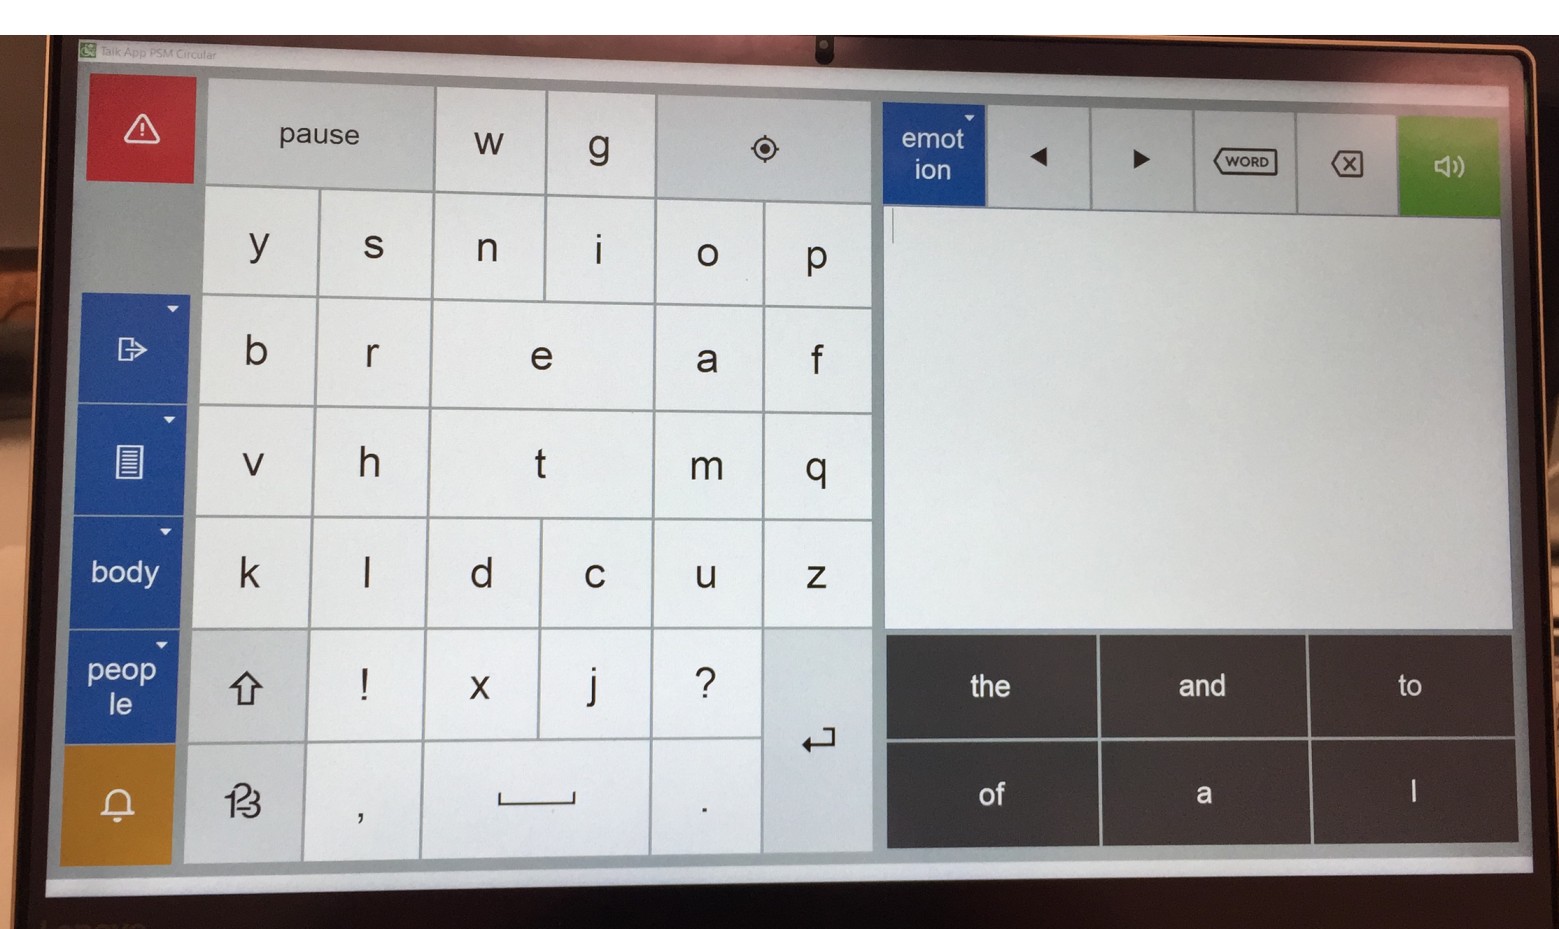 Talk App PSM Circular
pause w g
emot
ion
WORD
y s n i o p
b r e a f
v h t m q
body k l d c u z
peop
le
! x j ?
the and to
123 , .
of a I